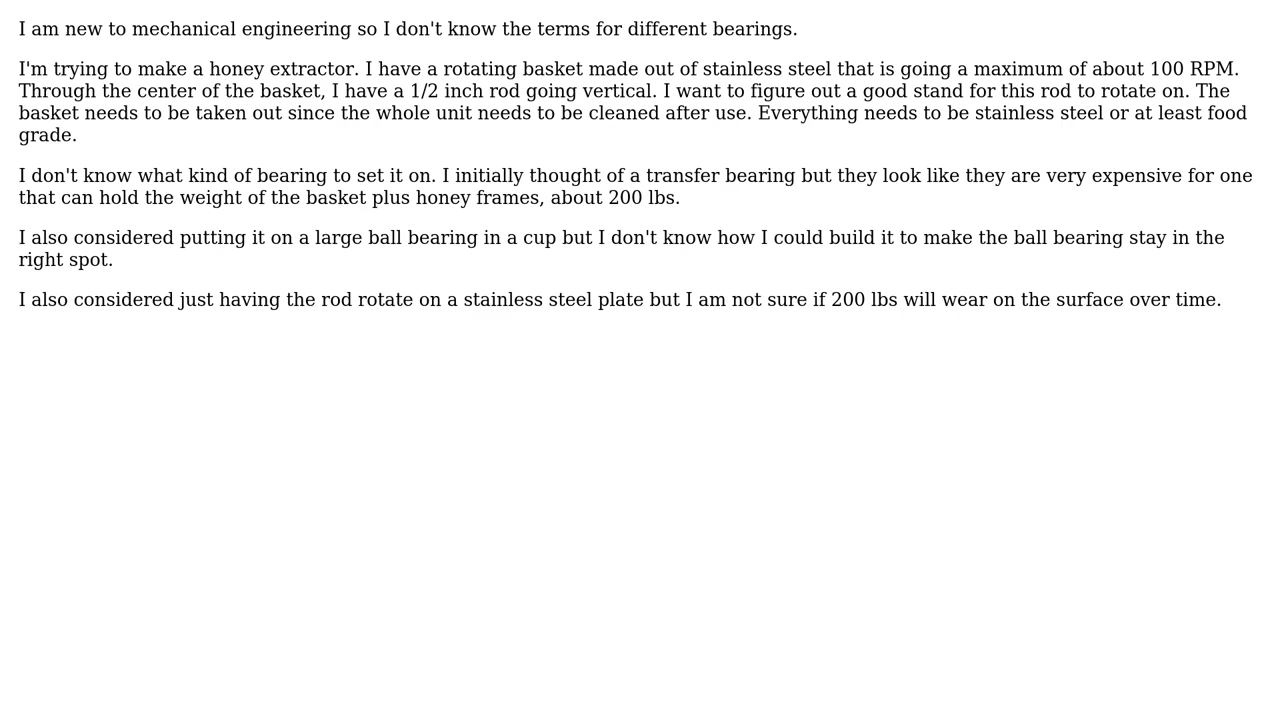 I am new to mechanical engineering so I don't know the terms for different bearings.
I'm trying to make a honey extractor. I have a rotating basket made out of stainless steel that is going a maximum of about 100 RPM.
Through the center of the basket, I have a 1/2 inch rod going vertical. I want to figure out a good stand for this rod to rotate on. The
basket needs to be taken out since the whole unit needs to be cleaned after use. Everything needs to be stainless steel or at least food
grade.
I don't know what kind of bearing to set it on. I initially thought of a transfer bearing but they look like they are very expensive for one
that can hold the weight of the basket plus honey frames, about 200 lbs.
I also considered putting it on a large ball bearing in a cup but I don't know how I could build it to make the ball bearing stay in the
right spot.
I also considered just having the rod rotate on a stainless steel plate but I am not sure if 200 lbs will wear on the surface over time.